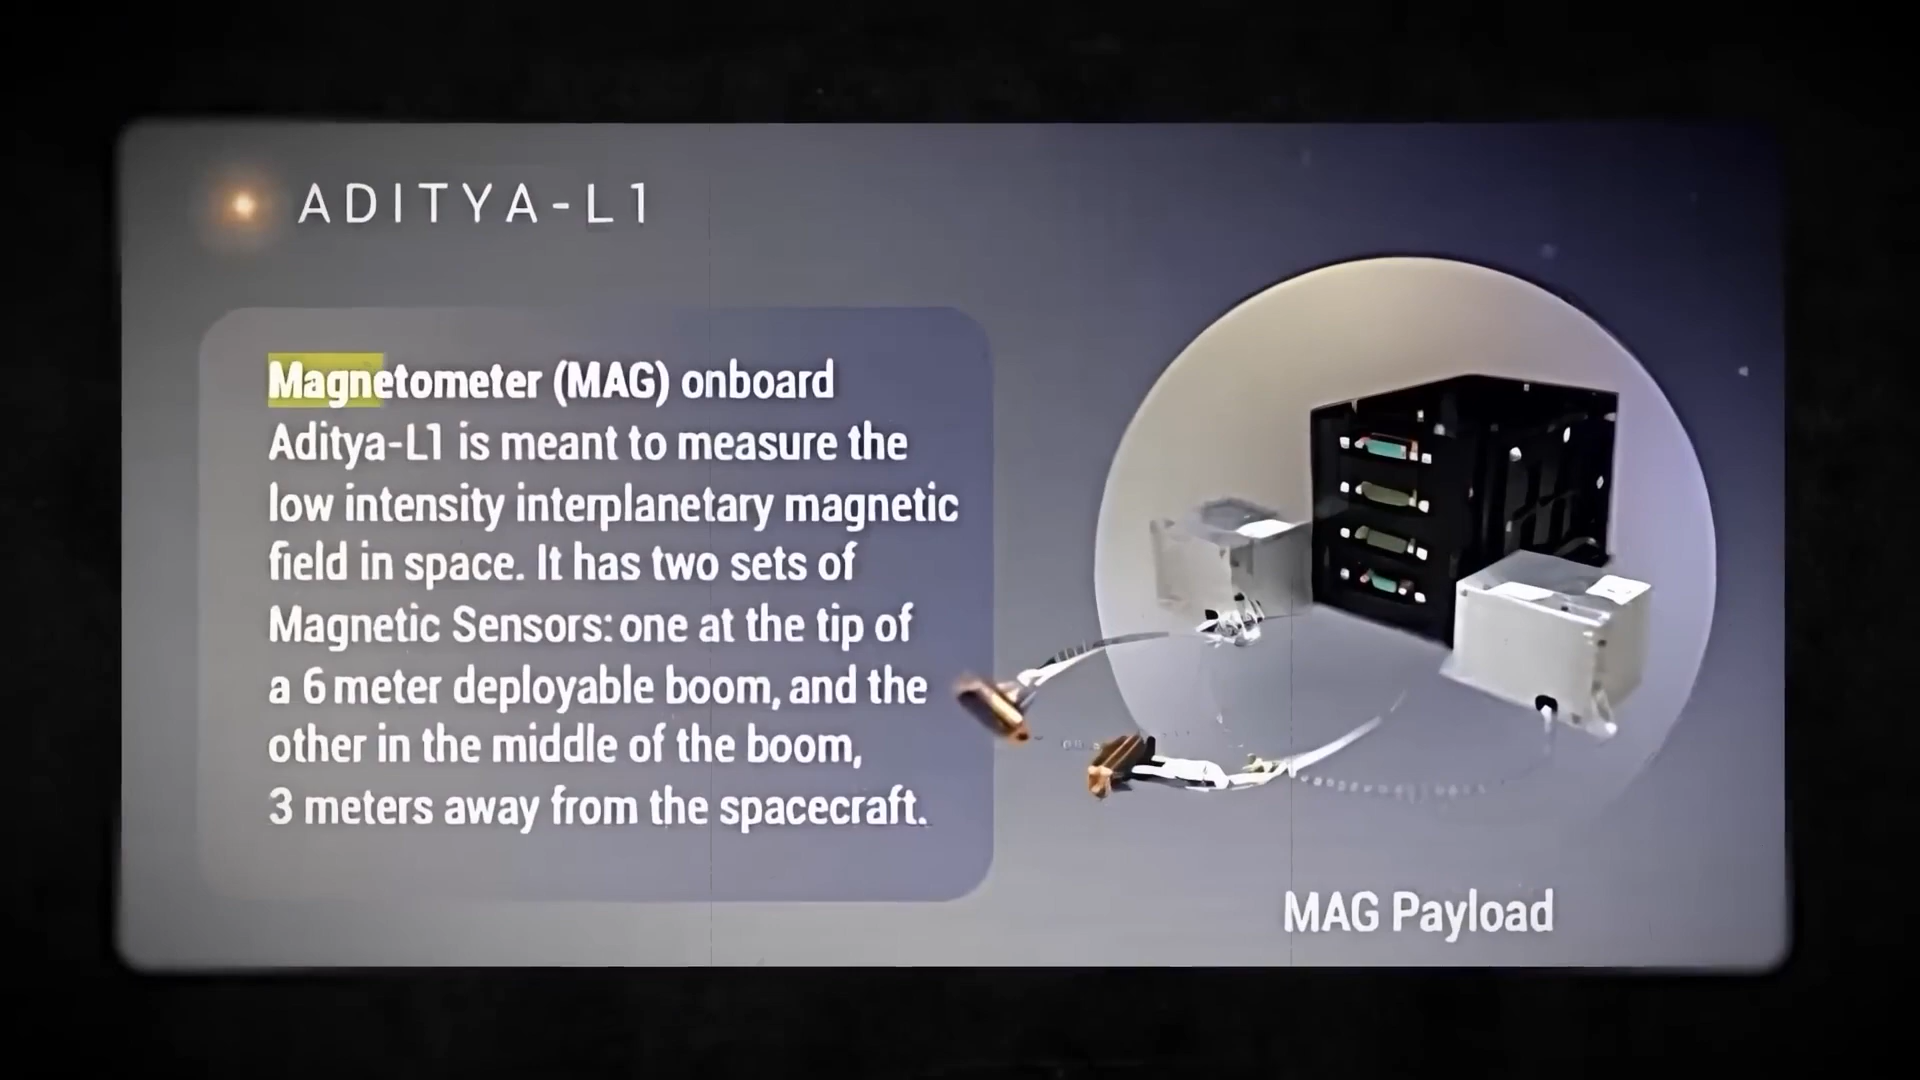 ADITYA-L1
Magnetometer (MAG) onboard
Aditya-L1 is meant to measure the
low intensity interplanetary magnetic
field in space. It has two sets of
Magnetic Sensors: one at the tip of
a 6 meter deployable boom, and the
other in the middle of the boom,
3 meters away from the spacecraft.
MAG Payload